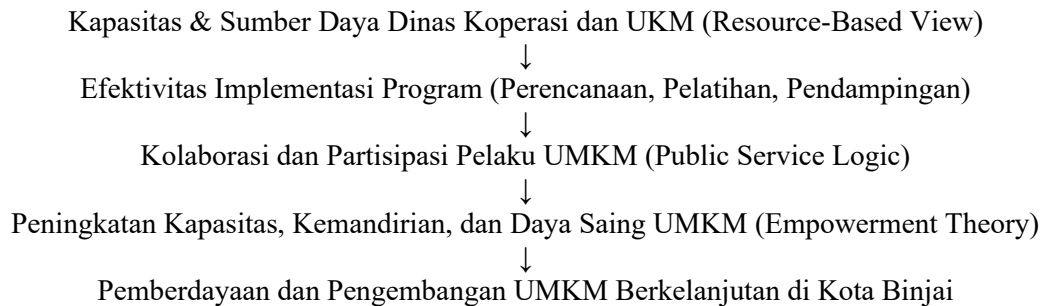 Kapasitas & Sumber Daya Dinas Koperasi dan UKM (Resource-Based View)
↓
Efektivitas Implementasi Program (Perencanaan, Pelatihan, Pendampingan)
↓
Kolaborasi dan Partisipasi Pelaku UMKM (Public Service Logic)
↓
Peningkatan Kapasitas, Kemandirian, dan Daya Saing UMKM (Empowerment Theory)
↓
Pemberdayaan dan Pengembangan UMKM Berkelanjutan di Kota Binjai